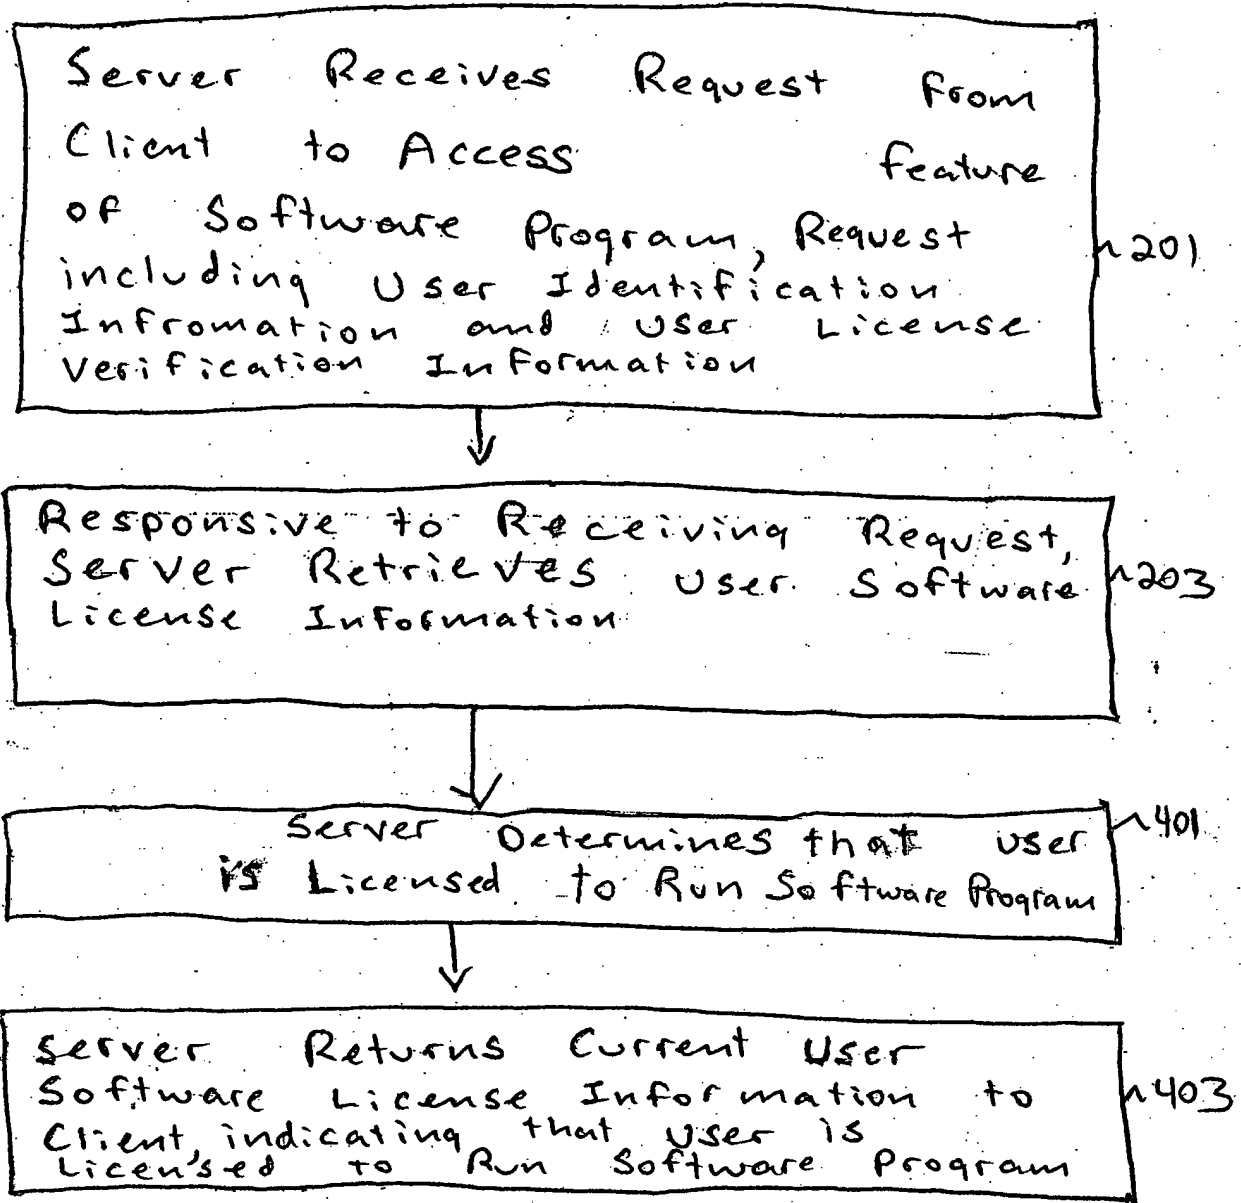 Server Receives Request From
Client to Access Feature
of Software Program, Request
including User Identification
Infromation and User License
Verification Information
~201
Responsive to Receiving Request,
Server Retrieves User Software
License Information
~203
Server Determines that user
is Licensed to Run Software Program
~401
Server Returns Current User
Software License Information to
Client, indicating that user is
Licensed to Run Software Program
~403